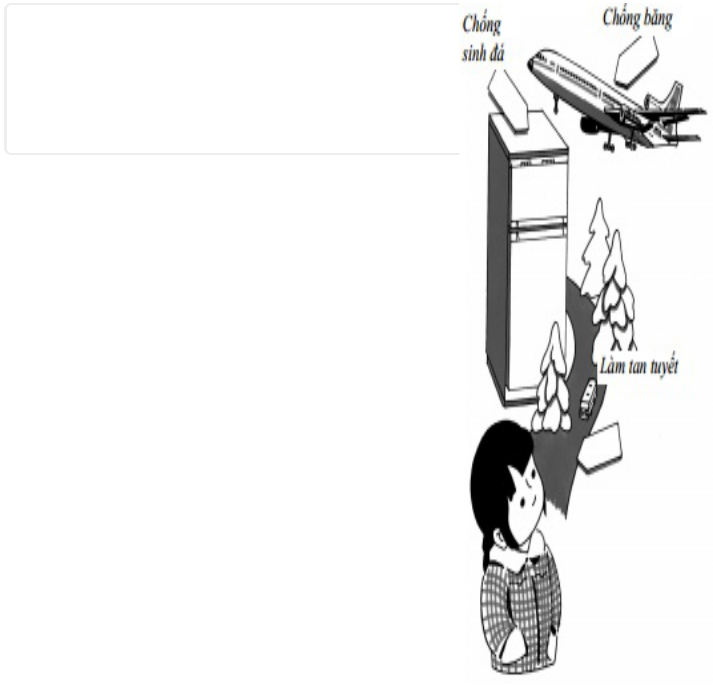 Chống
sinh đá
Chống băng
Làm tan tuyết